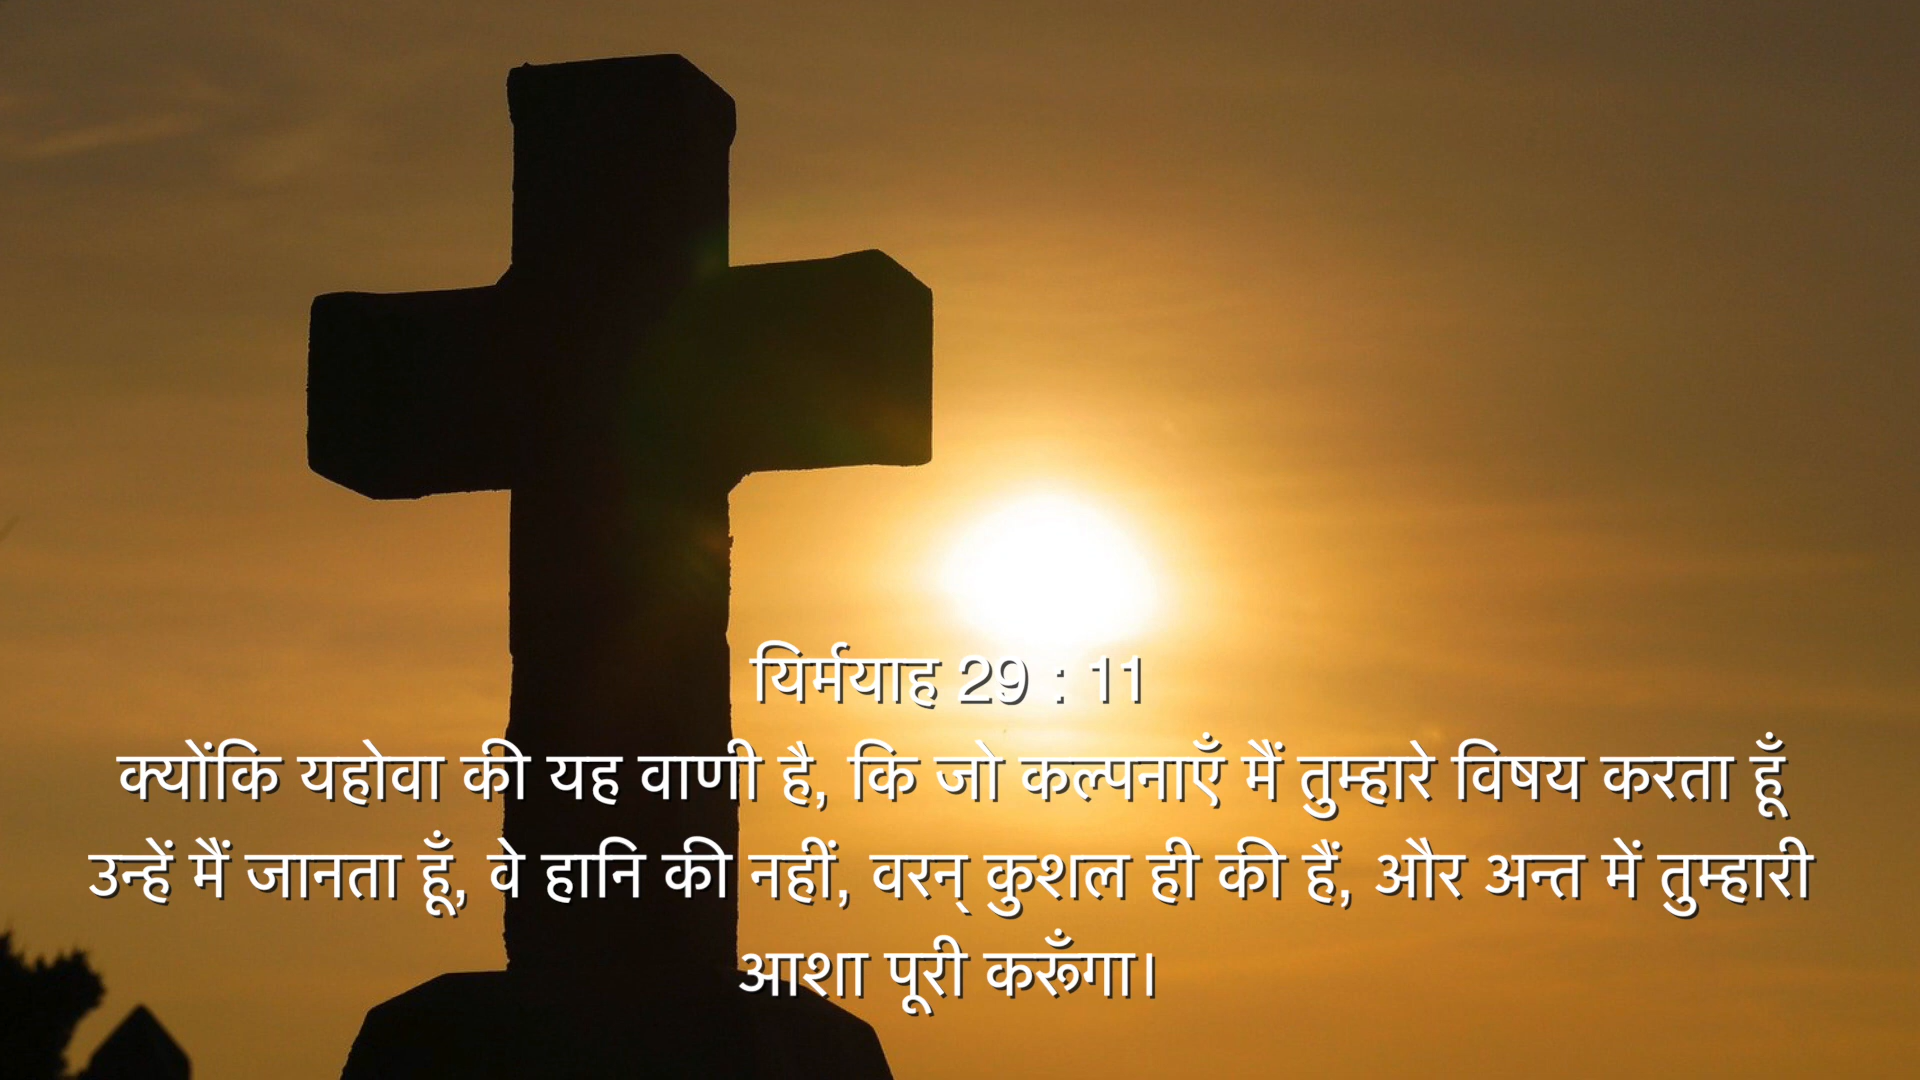 यिर्मयाह 29 : 11
क्योंकि यहोवा की यह वाणी है, कि जो कल्पनाएँ मैं तुम्हारे विषय करता हूँ
उन्हें मैं जानता हूँ, वे हानि की नहीं, वरन् कुशल ही की हैं, और अन्त में तुम्हारी
आशा पूरी करूँगा।